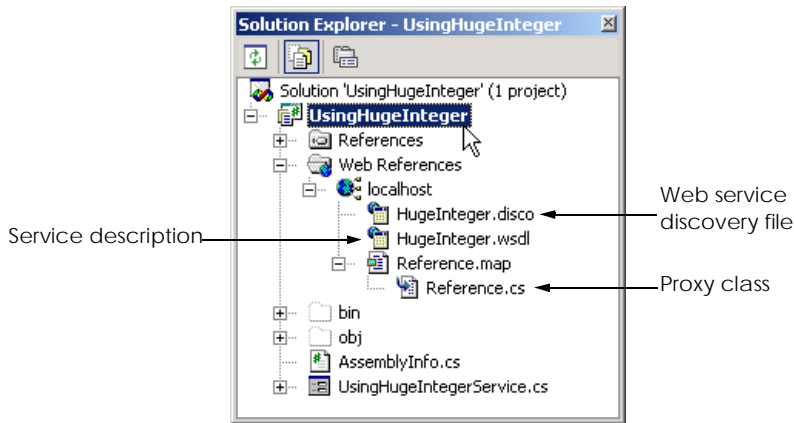 Solution Explorer - UsingHugeInteger
Solution 'UsingHugeInteger' (1 project)
UsingHugeInteger
References
Web References
localhost
HugeInteger.disco
Web service
discovery file
Service description
HugeInteger.wsdl
Reference.map
Reference.cs
Proxy class
bin
obj
AssemblyInfo.cs
UsingHugeIntegerService.cs